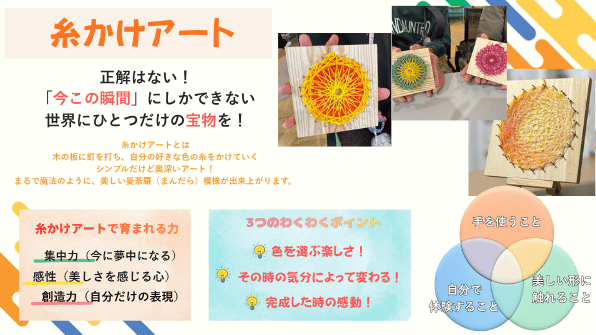 糸かけアート
正解はない！
「今この瞬間」にしかできない
世界にひとつだけの宝物を！
糸かけアートとは
木の板に釘を打ち、自分の好きな色の糸をかけていく
シンプルだけど奥深いアート！
まるで魔法のように、美しい曼荼羅（まんだら）模様が出来上がります。
糸かけアートで育まれる力
集中力（今に夢中になる）
感性（美しさを感じる心）
創造力（自分だけの表現）
3つのわくわくポイント
色を選ぶ楽しさ！
その時の気分によって変わる！
完成した時の感動！
手を使うこと
自分で
体験すること
美しい形に
触れること